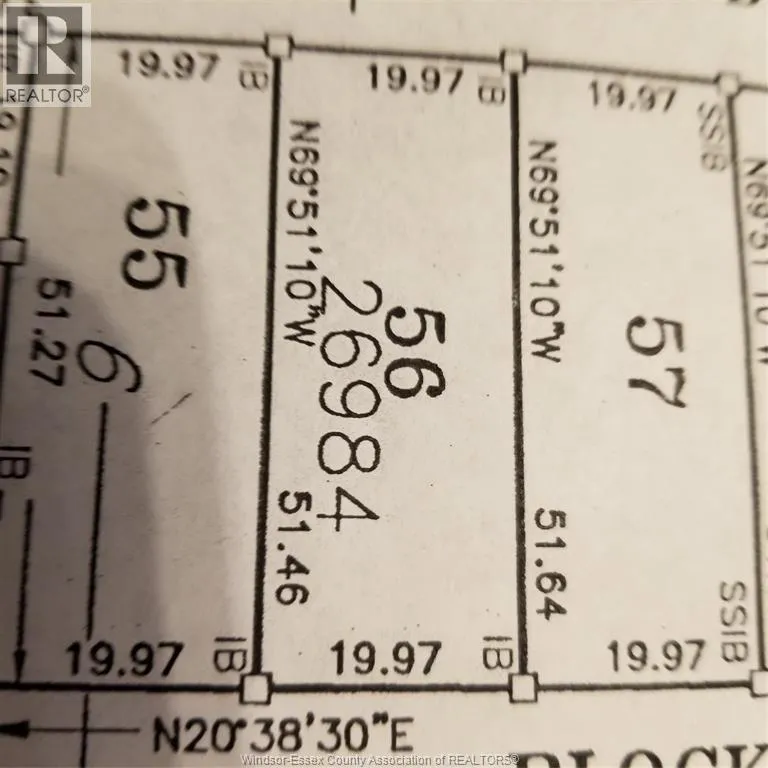 REALTOR®
19.97 IB
19.97 IB
19.97
SSIB
N69°51'10"W
N69°51'10"W
55
56
57
26984
51.27
6
IB
51.46
51.64
19.97 IB
19.97 IB
19.97 SSIB
N20°38'30"E
Windsor-Essex County Association of REALTORS®
BLOCK